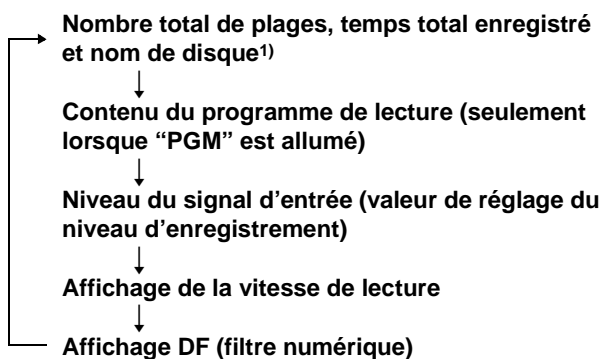 Nombre total de plages, temps total enregistré
et nom de disque1)
Contenu du programme de lecture (seulement
lorsque “PGM” est allumé)
Niveau du signal d’entrée (valeur de réglage du
niveau d’enregistrement)
Affichage de la vitesse de lecture
Affichage DF (filtre numérique)